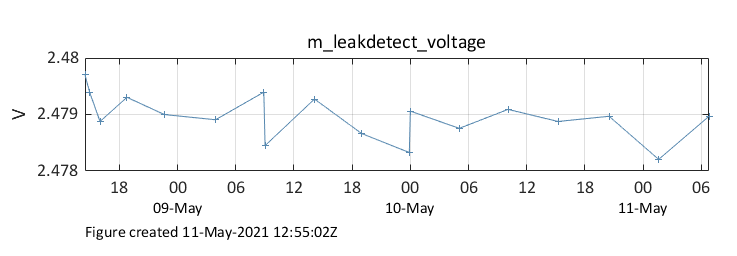 m_leakdetect_voltage
2.48
2.479
2.478
V
18 00 06 12 18 00 06 12 18 00 06
09-May 10-May 11-May
Figure created 11-May-2021 12:55:02Z